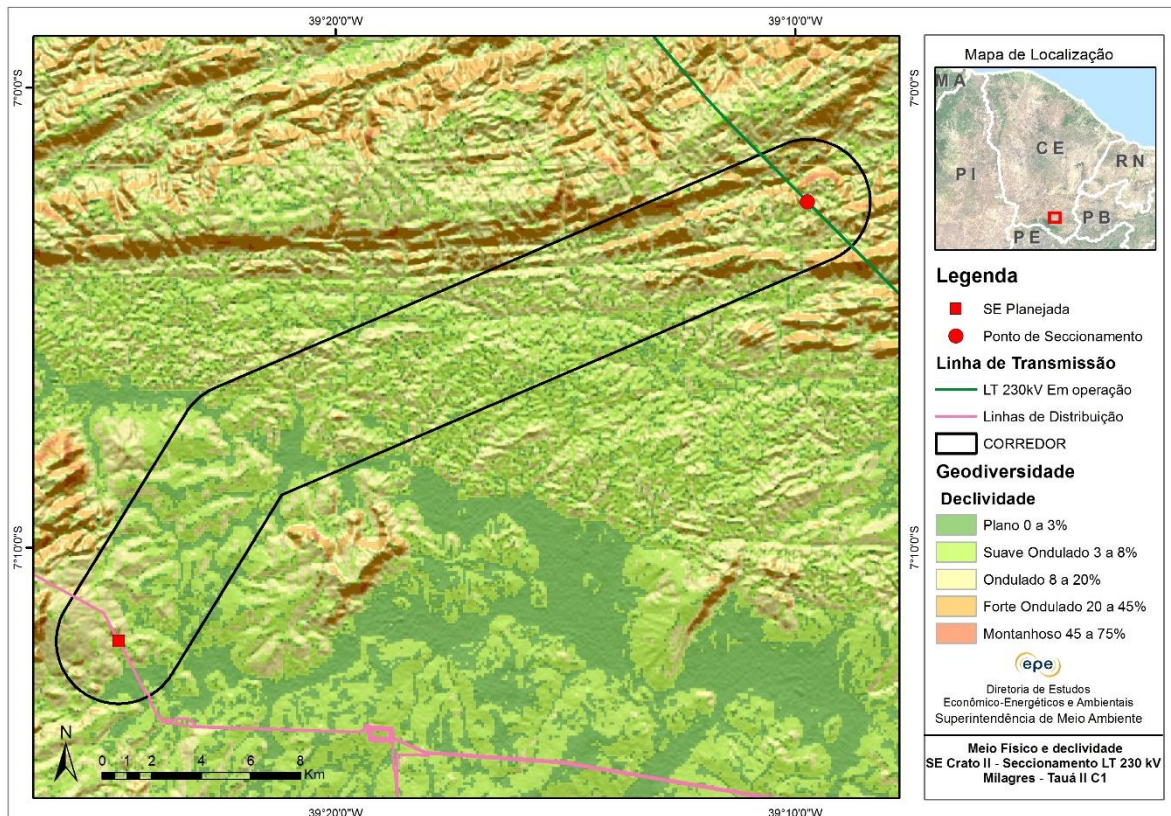 39°20'0"W
39°10'0"W
7°0'0"S
7°0'0"S
7°10'0"S
7°10'0"S
N
0 1 2 4 6 8
Km
39°20'0"W
39°10'0"W
Mapa de Localização
MA
CE
RN
PI
PB
PE
Legenda
SE Planejada
Ponto de Seccionamento
Linha de Transmissão
LT 230kV Em operação
Linhas de Distribuição
CORREDOR
Geodiversidade
Declividade
Plano 0 a 3%
Suave Ondulado 3 a 8%
Ondulado 8 a 20%
Forte Ondulado 20 a 45%
Montanhoso 45 a 75%
epe
Diretoria de Estudos
Econômico-Energéticos e Ambientais
Superintendência de Meio Ambiente
Meio Físico e declividade
SE Crato II - Seccionamento LT 230 kV
Milagres - Tauá II C1